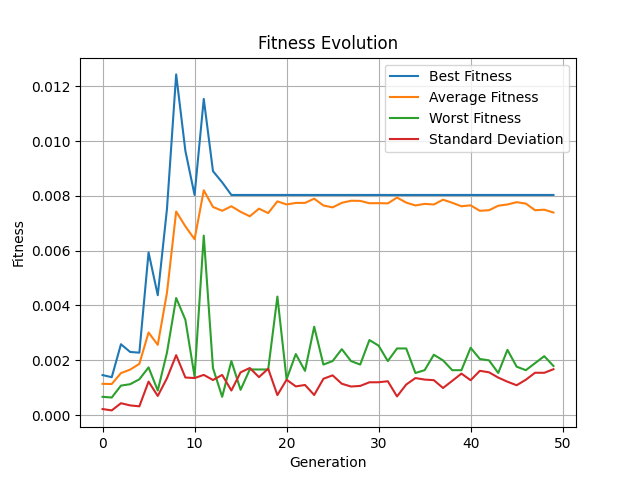 Fitness Evolution
Best Fitness
Average Fitness
Worst Fitness
Standard Deviation
Fitness
0.012
0.010
0.008
0.006
0.004
0.002
0.000
0 10 20 30 40 50
Generation